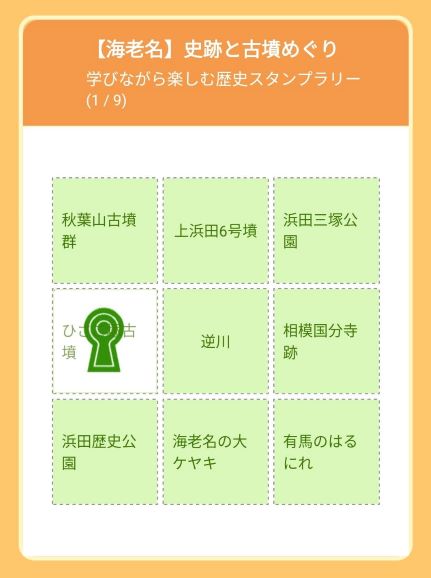 【海老名】史跡と古墳めぐり
学びながら楽しむ歴史スタンプラリー
(1 / 9)
秋葉山古墳
群
上浜田6号墳
浜田三塚公
園
ひ
古
墳
逆川
相模国分寺
跡
浜田歴史公
園
海老名の大
ケヤキ
有馬のはる
にれ